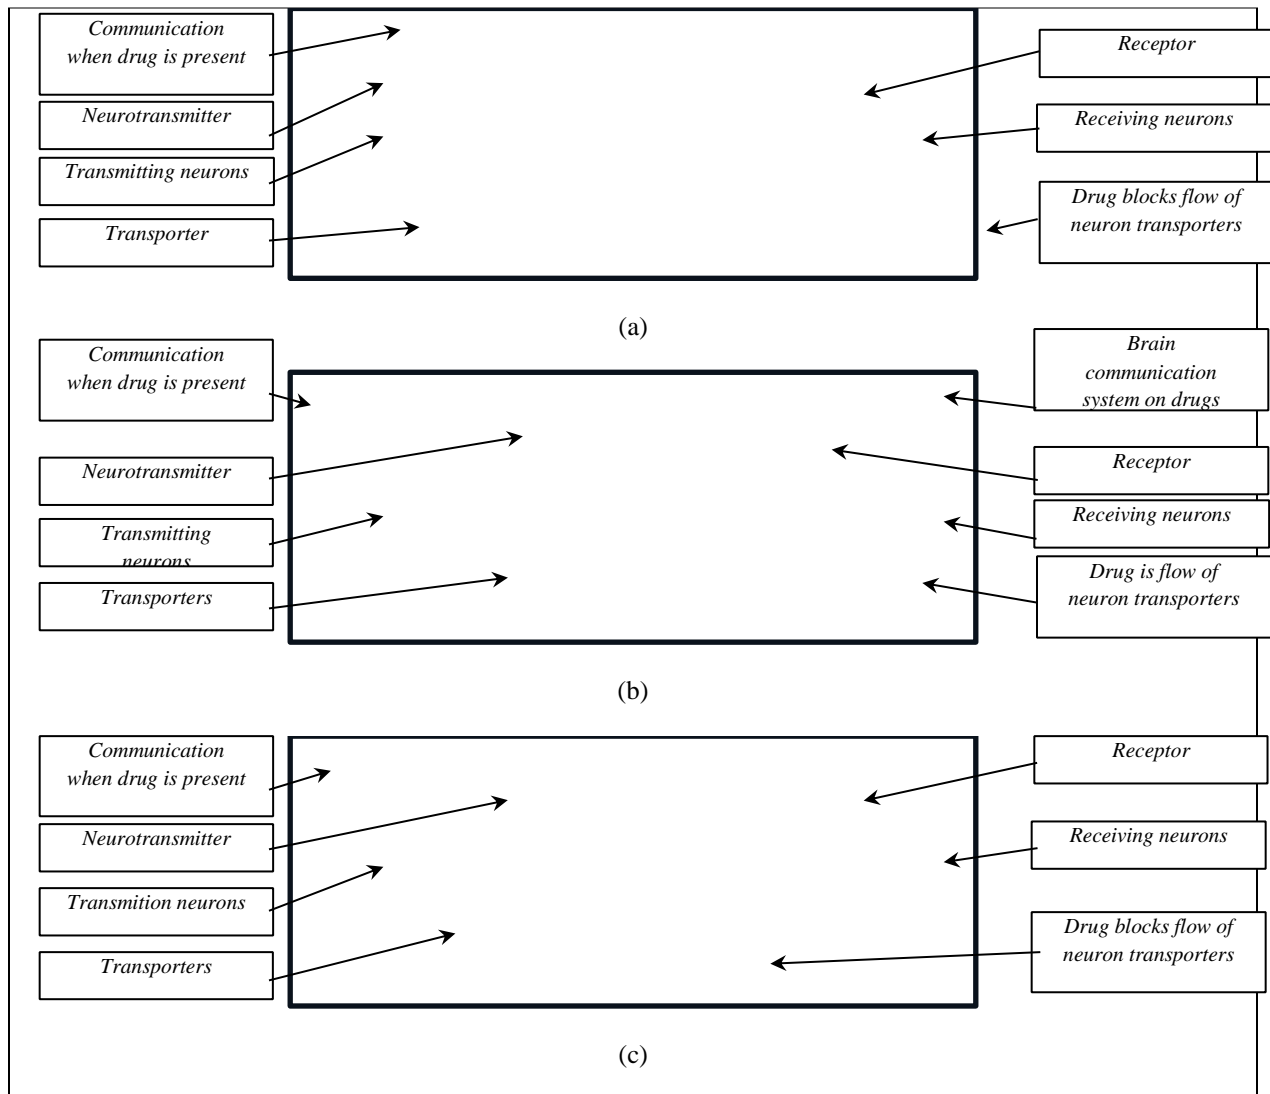 Communication
when drug is present
Neurotransmitter
Transmitting neurons
Transporter
Receptor
Receiving neurons
Drug blocks flow of
neuron transporters
(a)
Communication
when drug is present
Neurotransmitter
Transmitting
neurons
Transporters
Brain
communication
system on drugs
Receptor
Receiving neurons
Drug is flow of
neuron transporters
(b)
Communication
when drug is present
Neurotransmitter
Transmition neurons
Transporters
Receptor
Receiving neurons
Drug blocks flow of
neuron transporters
(c)